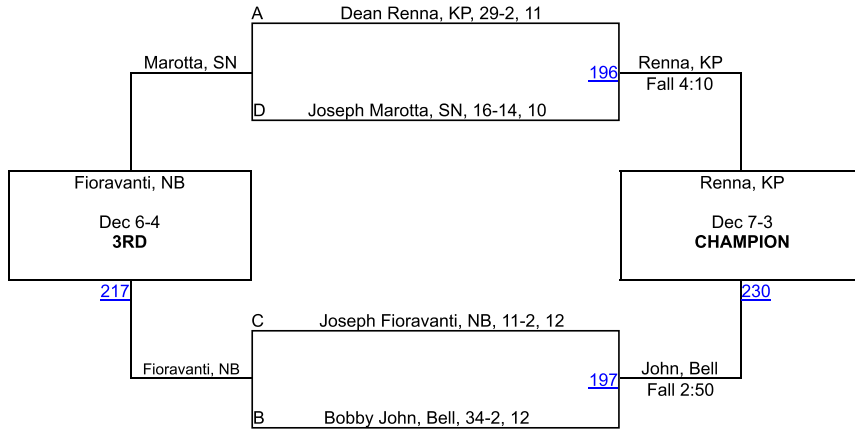 A
Dean Renna, KP, 29-2, 11
Marotta, SN
196
Renna, KP
Fall 4:10
D
Joseph Marotta, SN, 16-14, 10
Fioravanti, NB
Dec 6-4
3RD
Renna, KP
Dec 7-3
CHAMPION
217
230
C
Joseph Fioravanti, NB, 11-2, 12
Fioravanti, NB
197
John, Bell
Fall 2:50
B
Bobby John, Bell, 34-2, 12